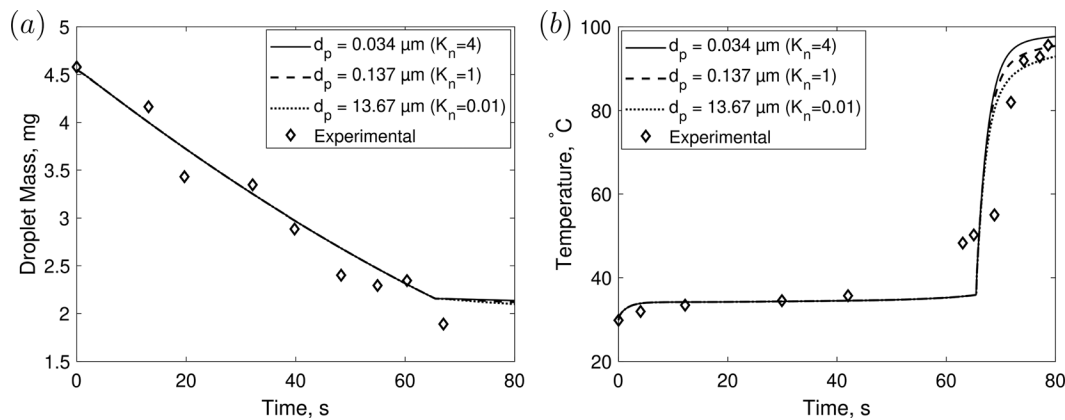 (a)
5
4.5
4
3.5
3
2.5
2
1.5
1
Droplet Mass, mg
d_p = 0.034 μm (K_n=4)
d_p = 0.137 μm (K_n=1)
d_p = 13.67 μm (K_n=0.01)
Experimental
0 20 40 60 80
Time, s
(b)
100
80
60
40
20
Temperature, °C
d_p = 0.034 μm (K_n=4)
d_p = 0.137 μm (K_n=1)
d_p = 13.67 μm (K_n=0.01)
Experimental
0 20 40 60 80
Time, s